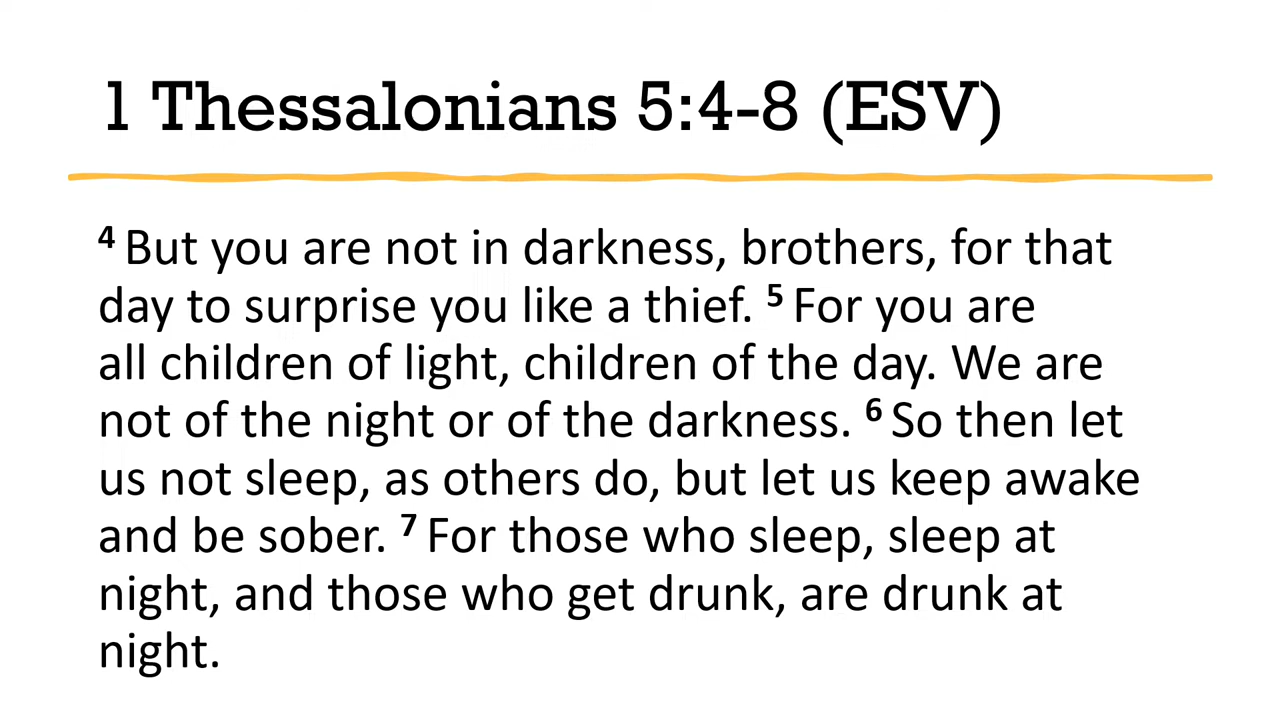 1 Thessalonians 5:4-8 (ESV)
4 But you are not in darkness, brothers, for that
day to surprise you like a thief. 5 For you are
all children of light, children of the day. We are
not of the night or of the darkness. 6 So then let
us not sleep, as others do, but let us keep awake
and be sober. 7 For those who sleep, sleep at
night, and those who get drunk, are drunk at
night.